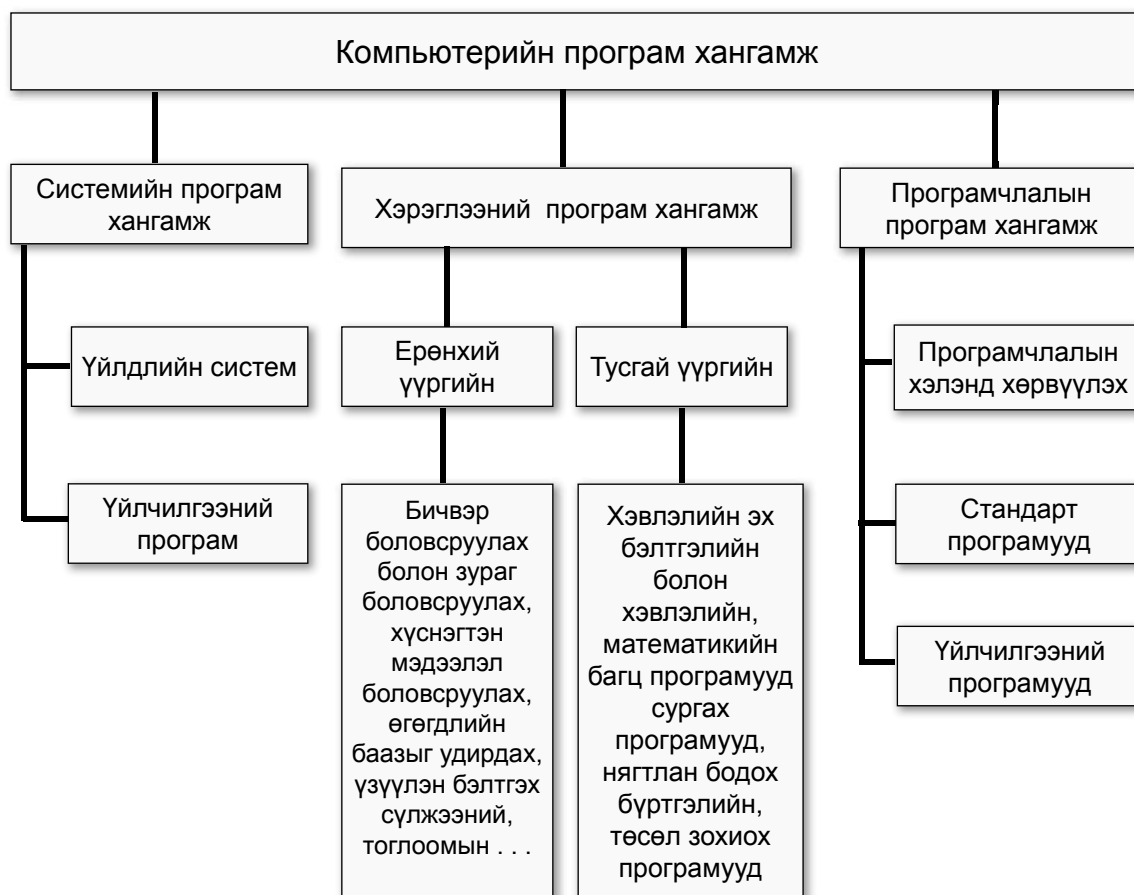 Компьютерийн програм хангамж
Системийн програм
хангамж
Хэрэглээний програм хангамж
Програмчлалын
програм хангамж
Үйлдлийн систем
Ерөнхий
үүргийн
Тусгай үүргийн
Програмчлалын
хэлэнд хөрвүүлэх
Үйлчилгээний
програм
Бичвэр
боловсруулах
болон зураг
боловсруулах,
хүснэгтэн
мэдээлэл
боловсруулах,
өгөгдлийн
баазыг удирдах,
үзүүлэн бэлтгэх
сүлжээний,
тоглоомын . . .
Хэвлэлийн эх
бэлтгэлийн
болон
хэвлэлийн,
математикийн
багц програмууд
сургах
програмууд,
нягтлан бодох
бүртгэлийн,
төсөл зохиох
програмууд
Стандарт
програмууд
Үйлчилгээний
програмууд